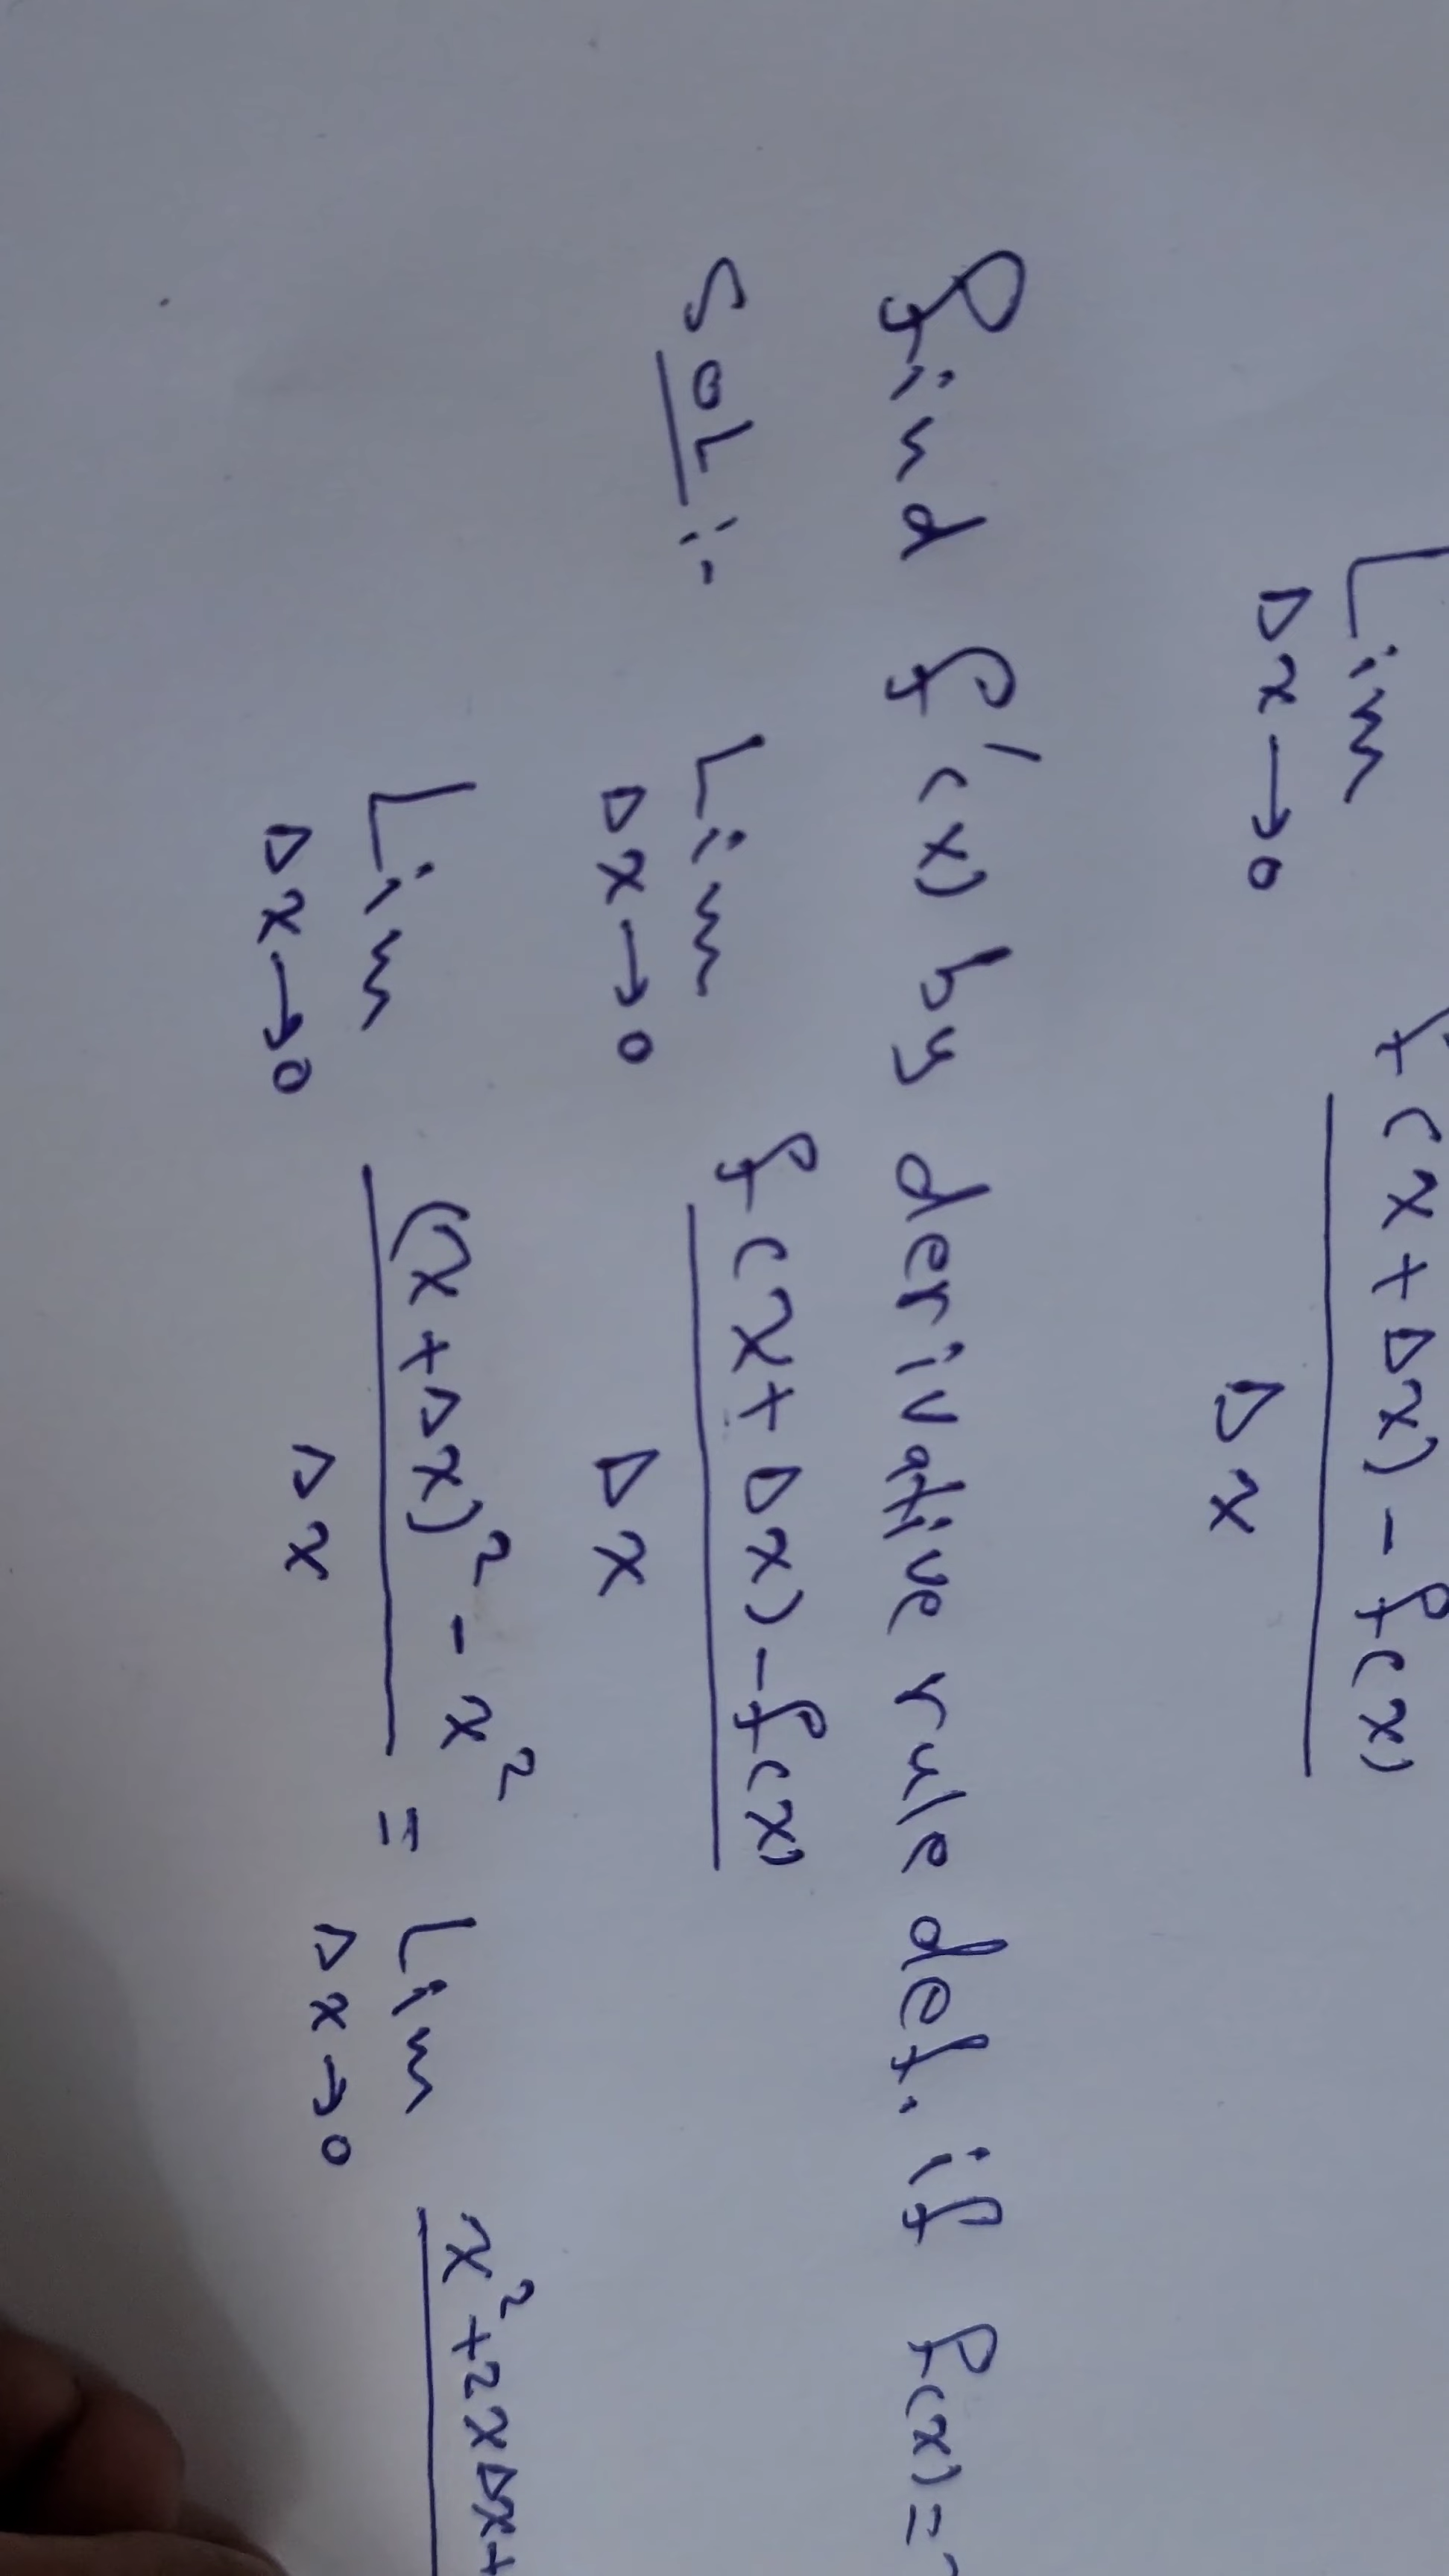 Lim f(x+Δx)-f(x)
Δx→0 Δx
find f'(x) by derivative rule def. if f(x)=
Sol:- Lim f(x+Δx)-f(x)
Δx→0 Δx
Lim (x+Δx)² - x² = Lim x²+2xΔx+
Δx→0 Δx Δx→0